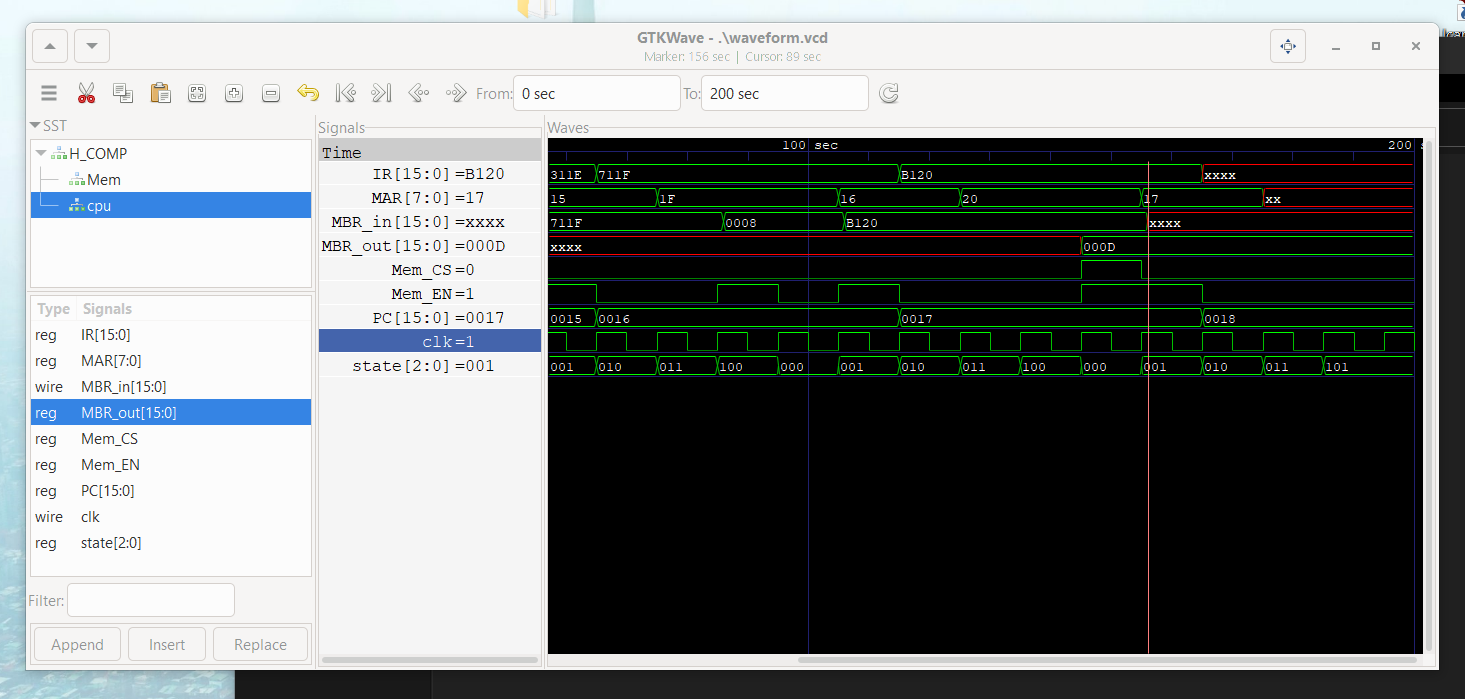 GTKWave - .\waveform.vcd
Marker: 156 sec | Cursor: 89 sec
From: 0 sec To: 200 sec
SST
H_COMP
Mem
cpu
Type Signals
reg IR[15:0]
reg MAR[7:0]
wire MBR_in[15:0]
reg MBR_out[15:0]
reg Mem_CS
reg Mem_EN
reg PC[15:0]
wire clk
reg state[2:0]
Filter:
Append Insert Replace
Signals
Time
IR[15:0]=B120
MAR[7:0]=17
MBR_in[15:0]=xxxx
MBR_out[15:0]=000D
Mem_CS=0
Mem_EN=1
PC[15:0]=0017
clk=1
state[2:0]=001
Waves
100 sec 200 s
311E 711F B120 xxxx
15 1F 16 20 17 xx
711F 0008 B120 xxxx
xxxx 000D
0015 0016 0017 0018
001 010 011 100 000 001 010 011 100 000 001 010 011 101